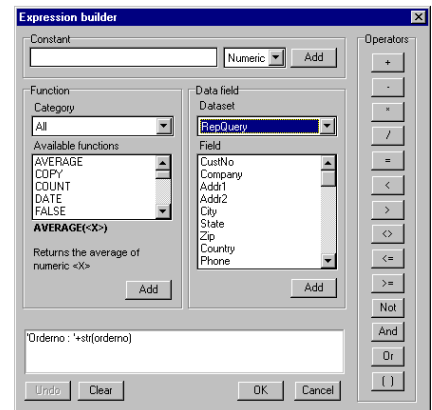 Expression builder
Constant
Numeric
Add
Function
Category
All
Available functions
AVERAGE
COPY
COUNT
DATE
FALSE
AVERAGE(<X>)
Returns the average of
numeric <X>
Add
Data field
Dataset
RepQuery
Field
CustNo
Company
Addr1
Addr2
City
State
Zip
Country
Phone
Add
Operators
+
-
*
/
=
<
>
<>
<=
>=
Not
And
Or
( )
'Orderno : '+str(orderno)
Undo
Clear
OK
Cancel